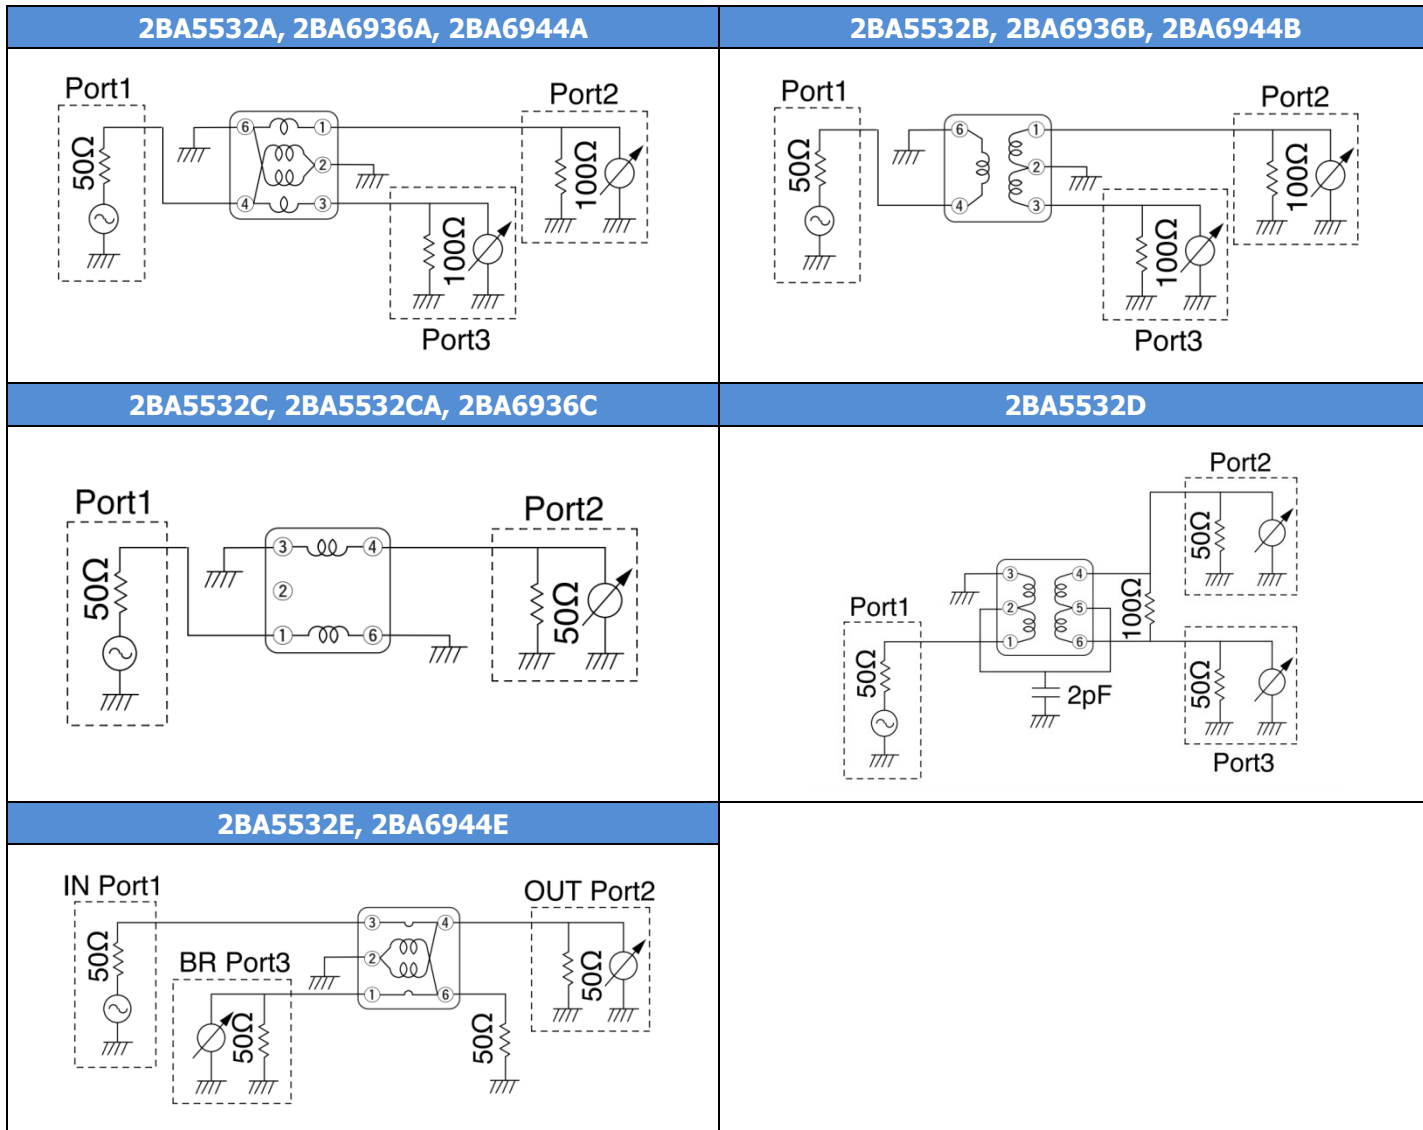 2BA5532A, 2BA6936A, 2BA6944A
Port1
50Ω
6
1
2
4
3
Port2
100Ω
100Ω
Port3
2BA5532B, 2BA6936B, 2BA6944B
Port1
50Ω
6
1
2
4
3
Port2
100Ω
100Ω
Port3
2BA5532C, 2BA5532CA, 2BA6936C
Port1
50Ω
3
4
2
1
6
Port2
50Ω
2BA5532D
Port2
50Ω
3
4
2
5
1
6
100Ω
Port1
50Ω
2pF
50Ω
Port3
2BA5532E, 2BA6944E
IN Port1
50Ω
BR Port3
50Ω
3
4
2
1
6
50Ω
OUT Port2
50Ω